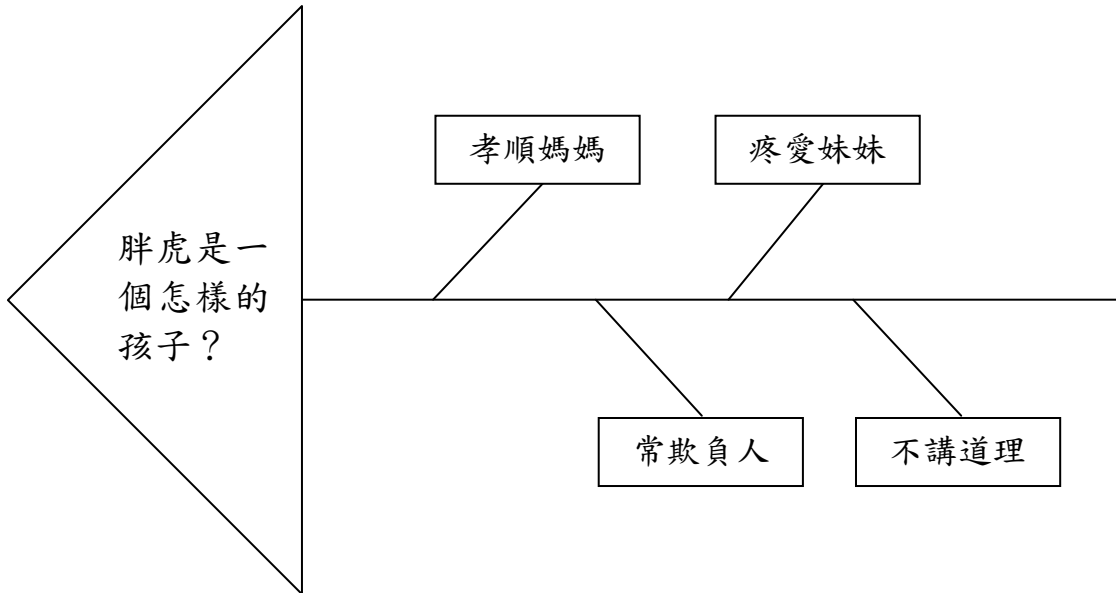 孝順媽媽
疼愛妹妹
胖虎是一
個怎樣的
孩子？
常欺負人
不講道理